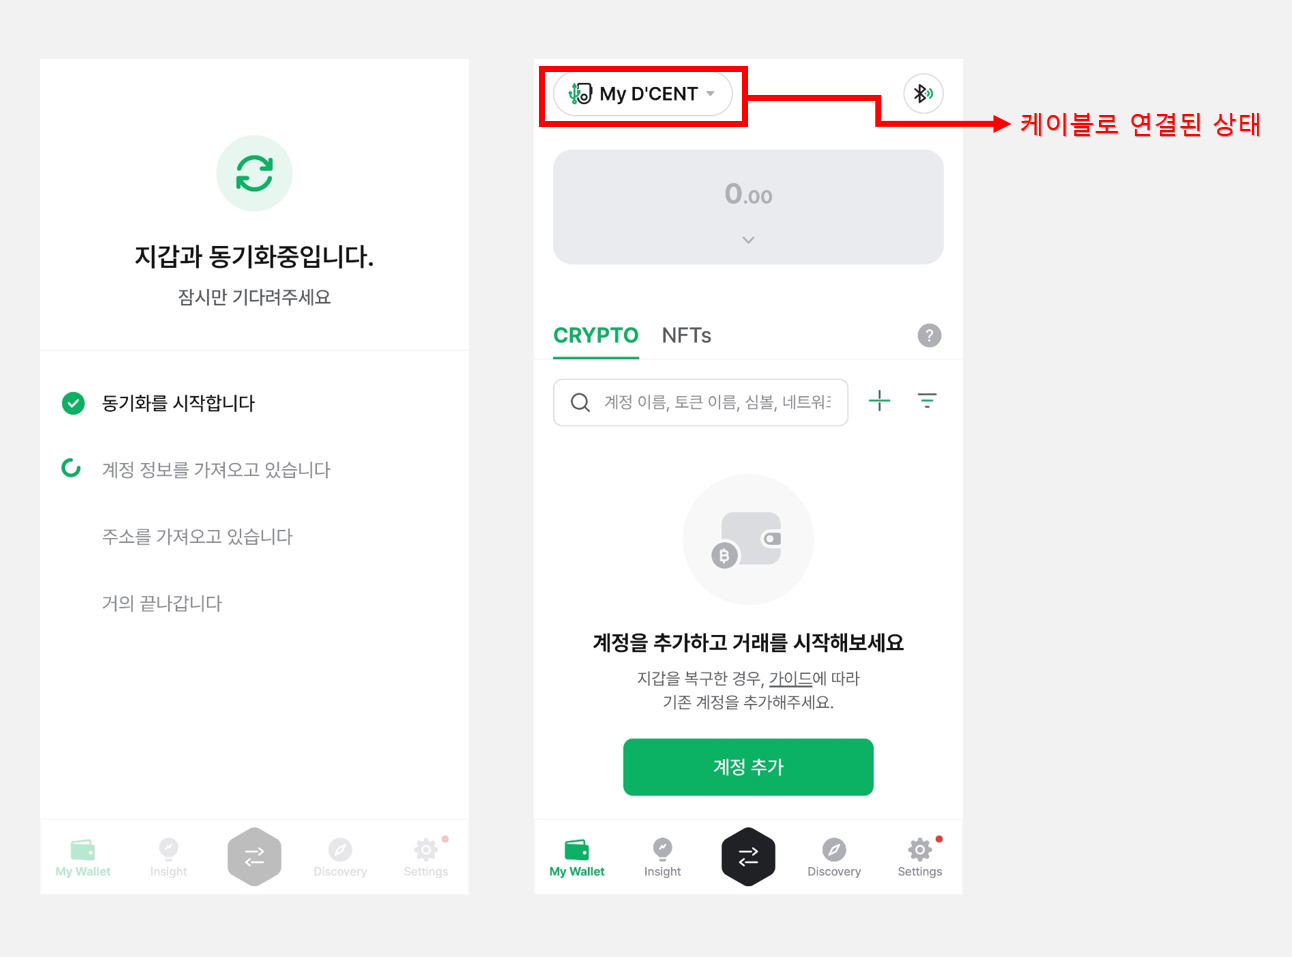 지갑과 동기화중입니다.
잠시만 기다려주세요
동기화를 시작합니다
계정 정보를 가져오고 있습니다
주소를 가져오고 있습니다
거의 끝나갑니다
My Wallet
Insight
Discovery
Settings
My D'CENT
케이블로 연결된 상태
0.00
CRYPTO
NFTs
?
계정 이름, 토큰 이름, 심볼, 네트워
계정을 추가하고 거래를 시작해보세요
지갑을 복구한 경우, 가이드에 따라
기존 계정을 추가해주세요.
계정 추가
My Wallet
Insight
Discovery
Settings